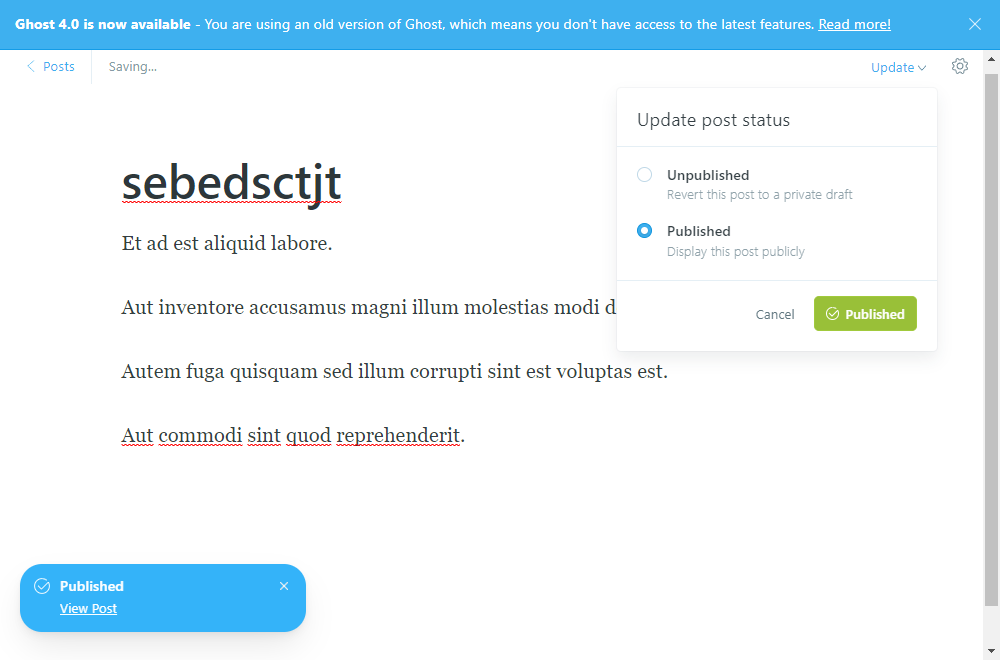 Ghost 4.0 is now available - You are using an old version of Ghost, which means you don't have access to the latest features. Read more!
Posts
Saving...
Update
Update post status
Unpublished
Revert this post to a private draft
Published
Display this post publicly
Cancel
Published
sebedsctjt
Et ad est aliquid labore.
Aut inventore accusamus magni illum molestias modi d
Autem fuga quisquam sed illum corrupti sint est voluptas est.
Aut commodi sint quod reprehenderit.
Published
View Post